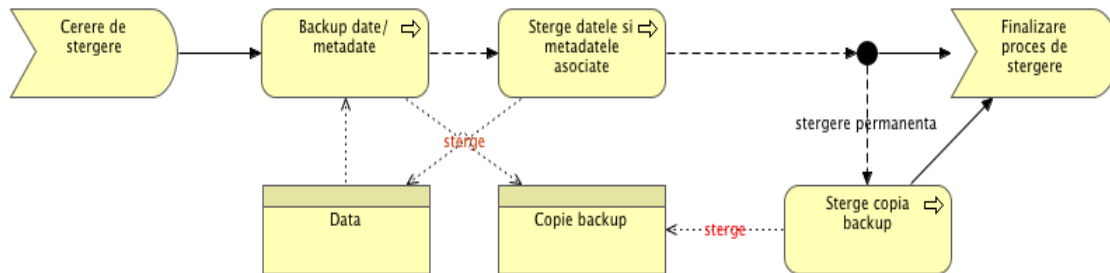 Cerere de
stergere
Backup date/
metadate
Sterge datele si
metadatele
asociate
Finalizare
proces de
stergere
stergere permanenta
sterge
Data
Copie backup
sterge
Sterge copia
backup